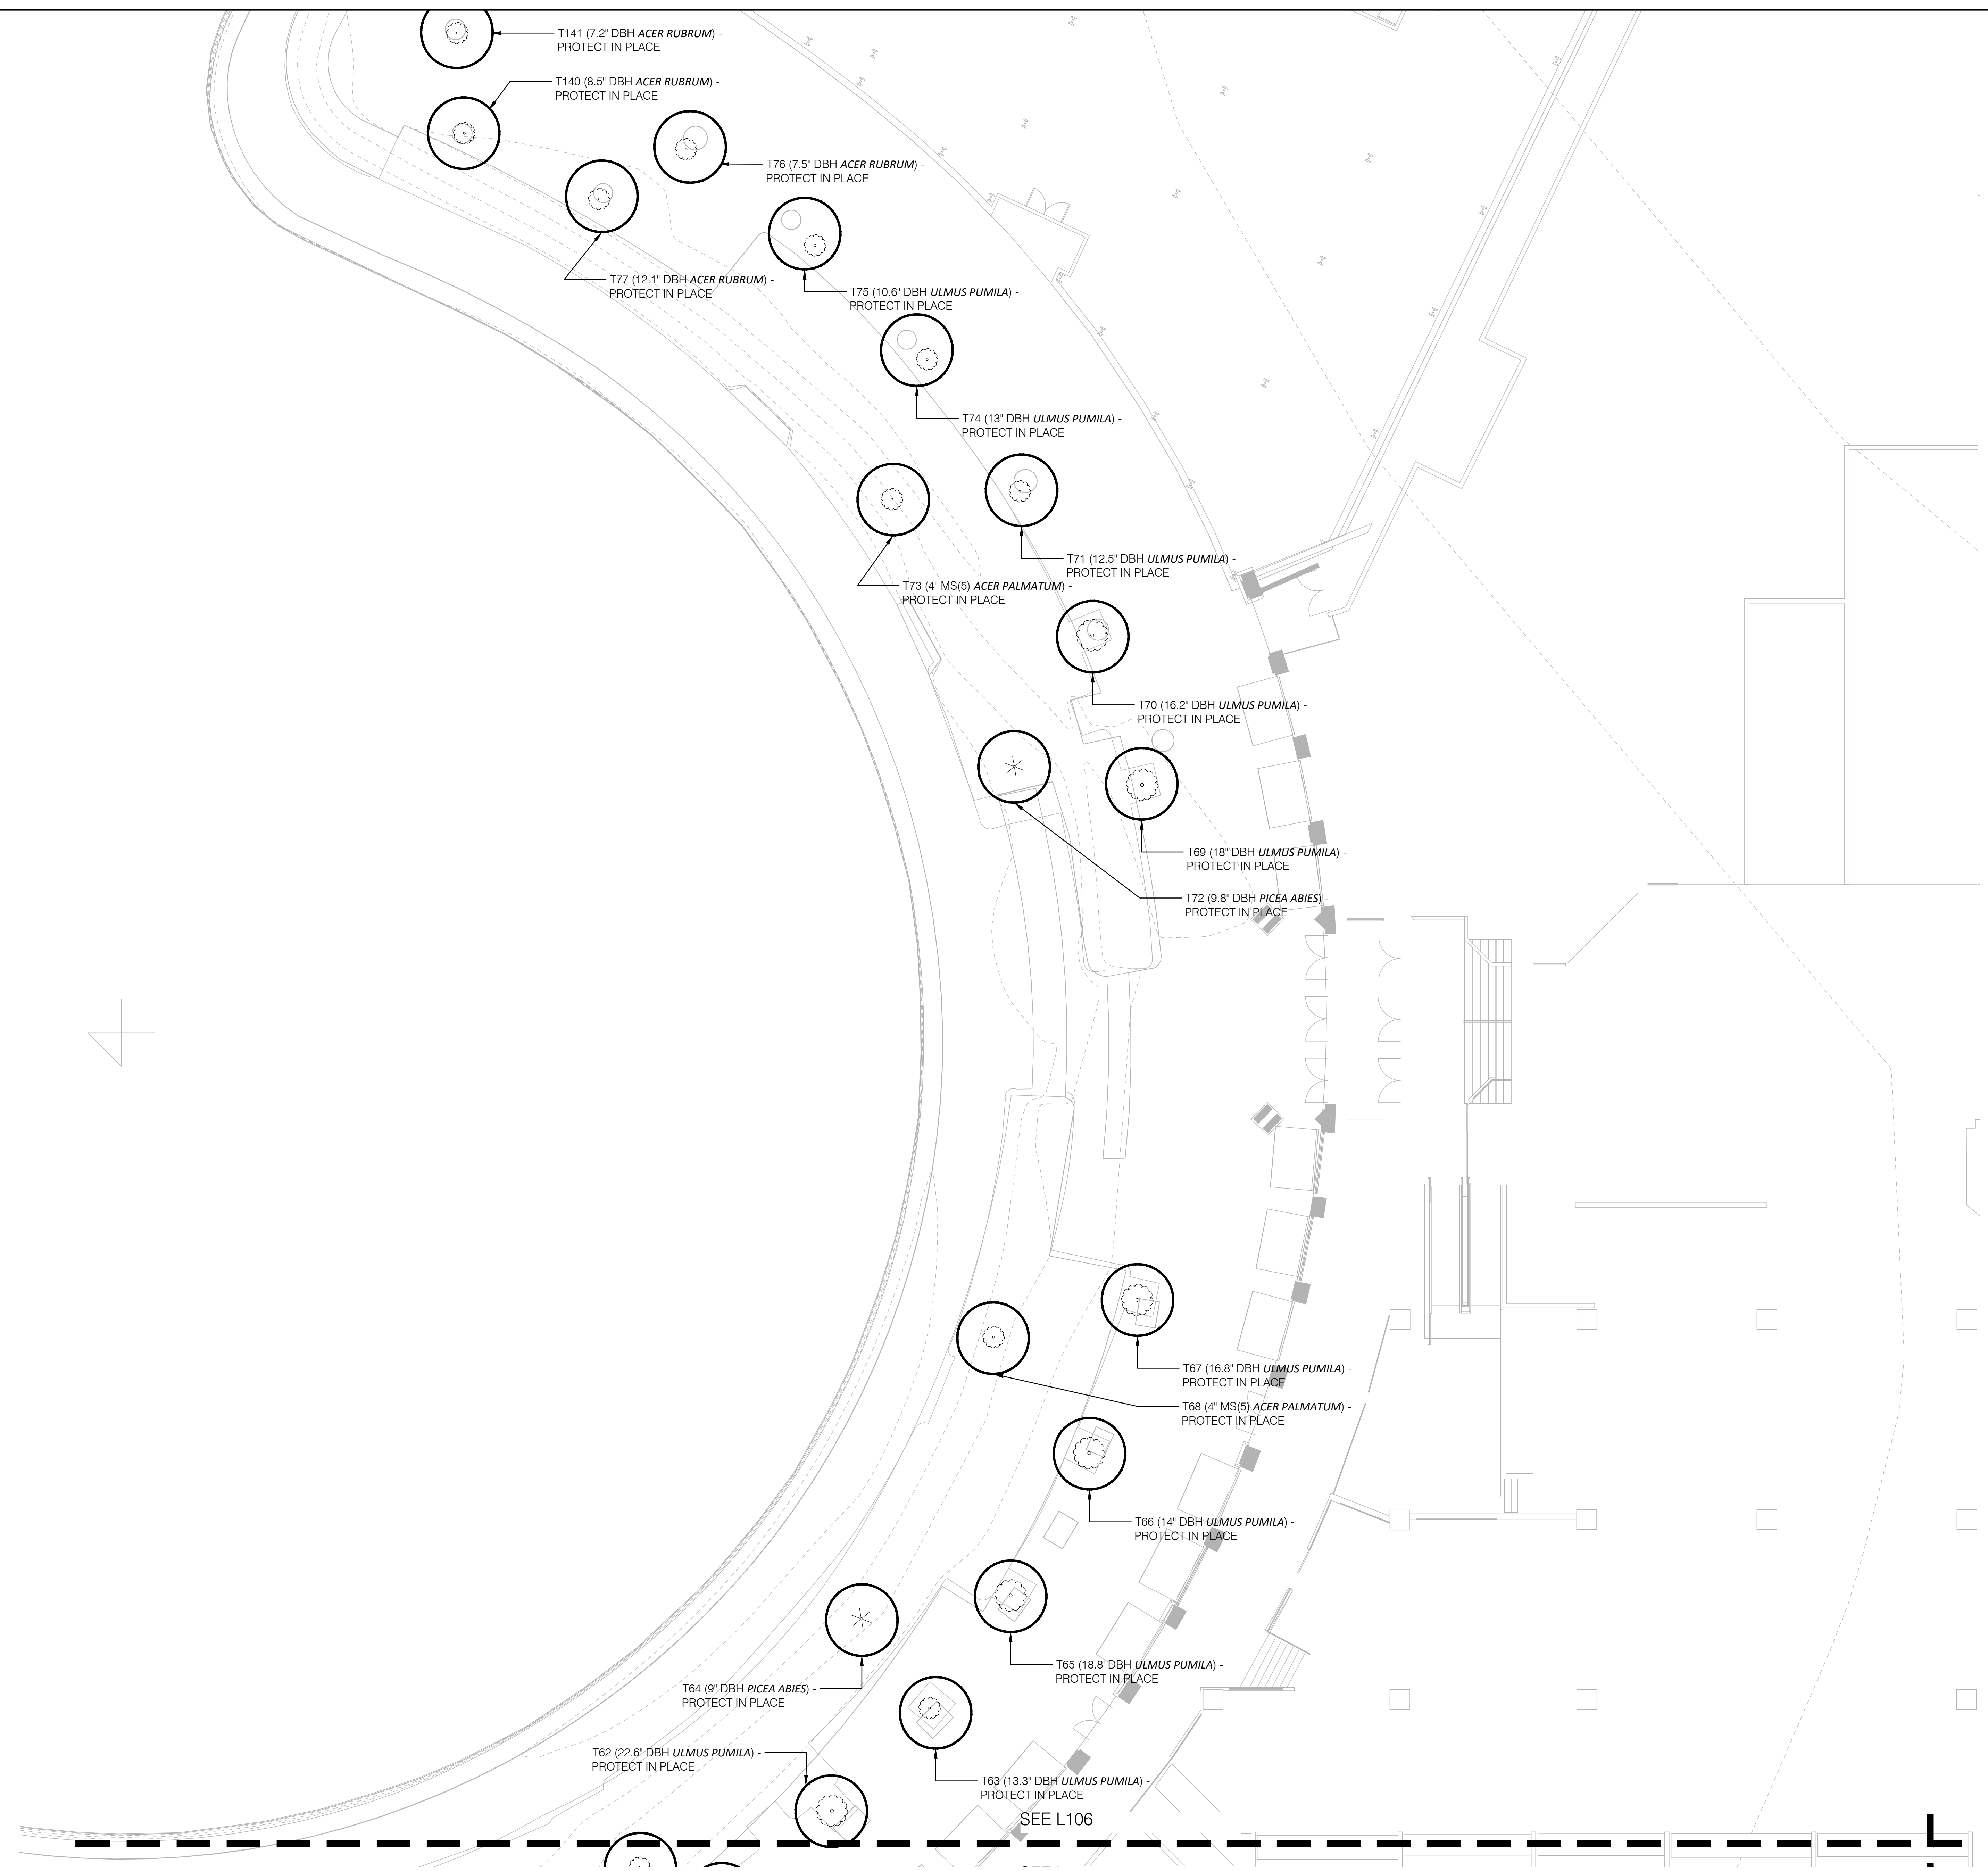 T141 (7.2" DBH ACER RUBRUM) -
PROTECT IN PLACE
T140 (8.5" DBH ACER RUBRUM) -
PROTECT IN PLACE
T76 (7.5" DBH ACER RUBRUM) -
PROTECT IN PLACE
T77 (12.1" DBH ACER RUBRUM) -
PROTECT IN PLACE
T75 (10.6" DBH ULMUS PUMILA) -
PROTECT IN PLACE
T74 (13" DBH ULMUS PUMILA) -
PROTECT IN PLACE
T71 (12.5" DBH ULMUS PUMILA) -
PROTECT IN PLACE
T73 (4" MS(5) ACER PALMATUM) -
PROTECT IN PLACE
T70 (16.2" DBH ULMUS PUMILA) -
PROTECT IN PLACE
T69 (18" DBH ULMUS PUMILA) -
PROTECT IN PLACE
T72 (9.8" DBH PICEA ABIES) -
PROTECT IN PLACE
T67 (16.8" DBH ULMUS PUMILA) -
PROTECT IN PLACE
T68 (4" MS(5) ACER PALMATUM) -
PROTECT IN PLACE
T66 (14" DBH ULMUS PUMILA) -
PROTECT IN PLACE
T65 (18.8' DBH ULMUS PUMILA) -
PROTECT IN PLACE
T64 (9" DBH PICEA ABIES) -
PROTECT IN PLACE
T62 (22.6" DBH ULMUS PUMILA) -
PROTECT IN PLACE
T63 (13.3" DBH ULMUS PUMILA) -
PROTECT IN PLACE
SEE L106